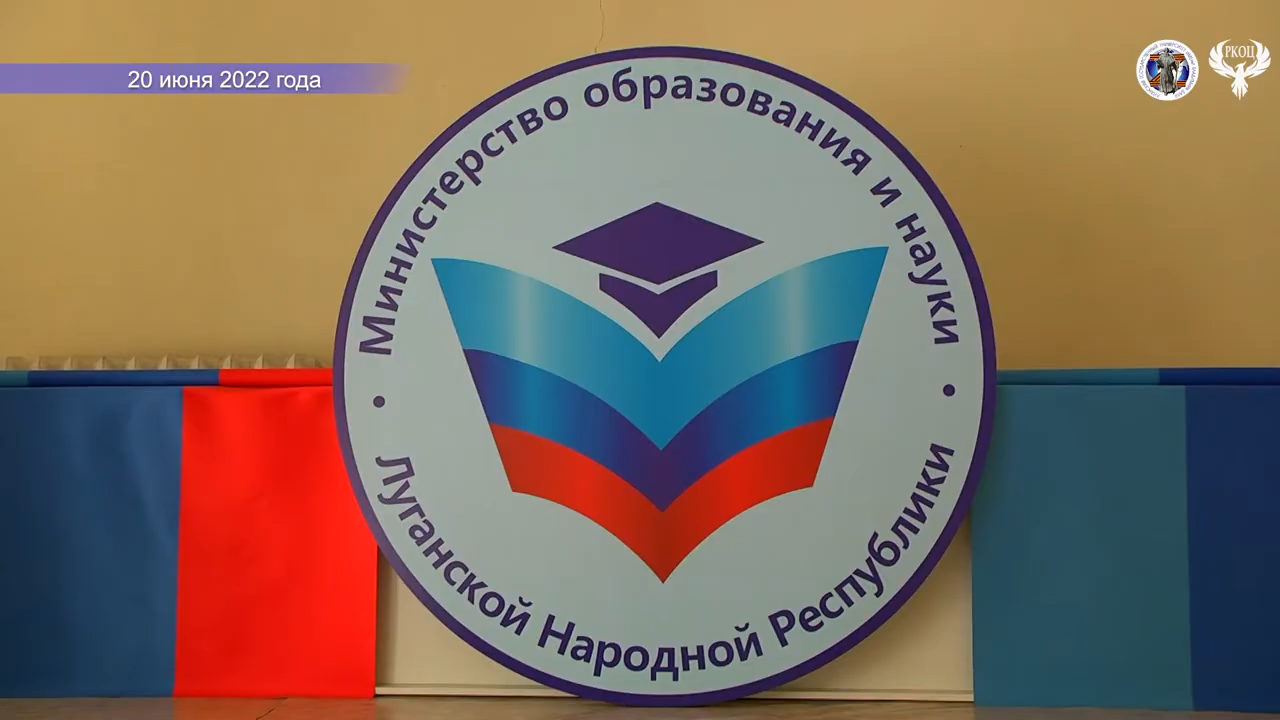 20 июня 2022 года
РКОЦ
Министерство образования и науки
Луганской Народной Республики